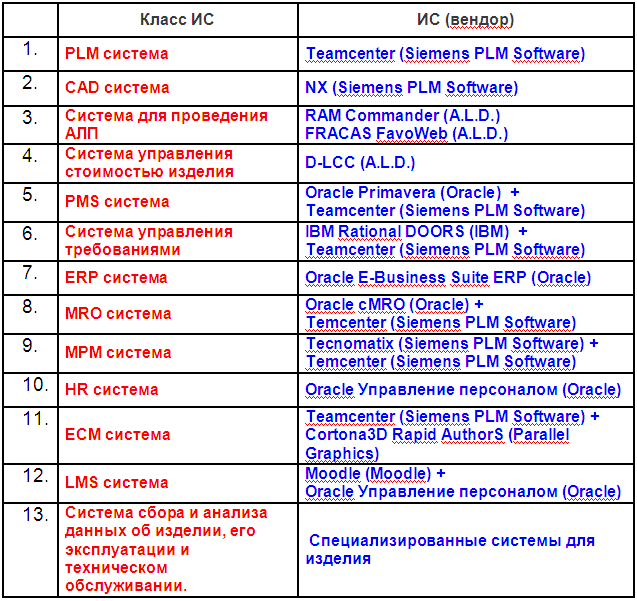 Класс ИС
ИС (вендор)
1.
PLM система
Teamcenter (Siemens PLM Software)
2.
CAD система
NX (Siemens PLM Software)
3.
Система для проведения
АЛП
RAM Commander (A.L.D.)
FRACAS FavoWeb (A.L.D.)
4.
Система управления
стоимостью изделия
D-LCC (A.L.D.)
5.
PMS система
Oracle Primavera (Oracle) +
Teamcenter (Siemens PLM Software)
6.
Система управления
требованиями
IBM Rational DOORS (IBM) +
Teamcenter (Siemens PLM Software)
7.
ERP система
Oracle E-Business Suite ERP (Oracle)
8.
MRO система
Oracle cMRO (Oracle) +
Temcenter (Siemens PLM Software)
9.
MPM система
Tecnomatix (Siemens PLM Software) +
Temcenter (Siemens PLM Software)
10.
HR система
Oracle Управление персоналом (Oracle)
11.
ECM система
Teamcenter (Siemens PLM Software) +
Cortona3D Rapid AuthorS (Parallel
Graphics)
12.
LMS система
Moodle (Moodle) +
Oracle Управление персоналом (Oracle)
13.
Система сбора и анализа
данных об изделии, его
эксплуатации и
техническом
обслуживании.
Специализированные системы для
изделия